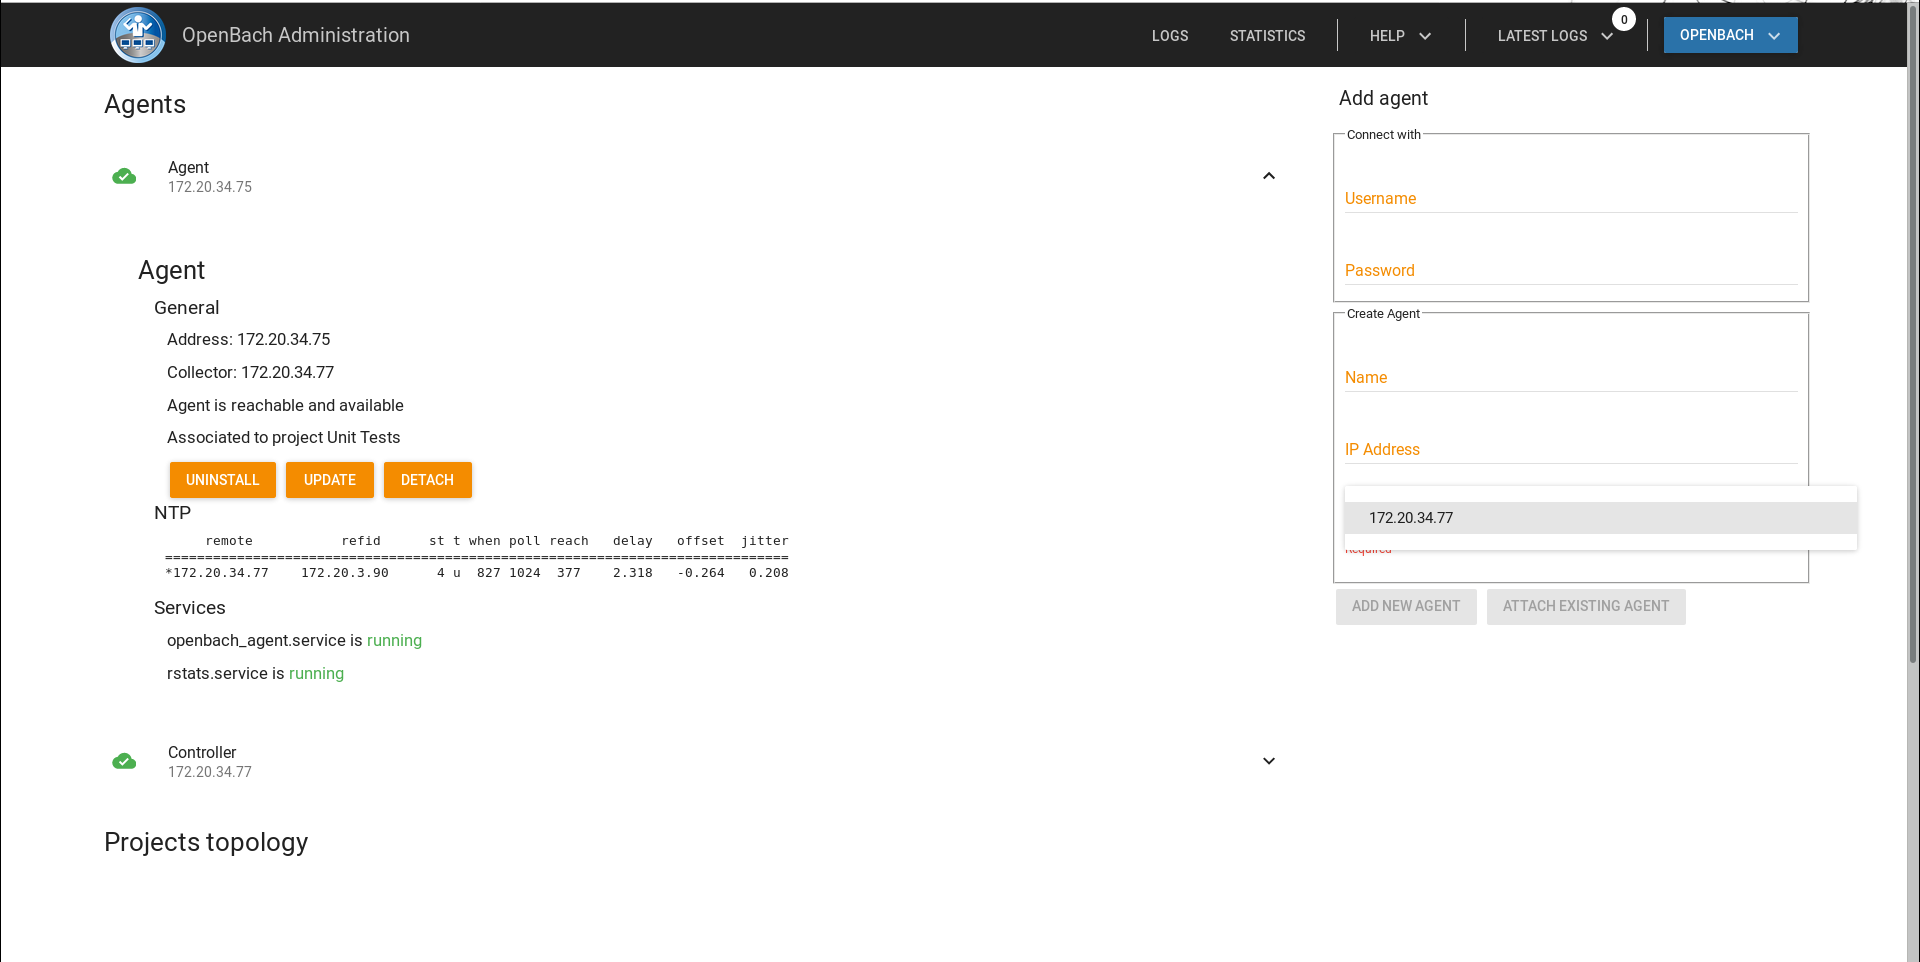 OpenBach Administration
LOGS
STATISTICS
HELP
LATEST LOGS
0
OPENBACH
Agents
Agent
172.20.34.75
Agent
General
Address: 172.20.34.75
Collector: 172.20.34.77
Agent is reachable and available
Associated to project Unit Tests
UNINSTALL UPDATE DETACH
NTP
remote refid st t when poll reach delay offset jitter
==============================================================================
*172.20.34.77 172.20.3.90 4 u 827 1024 377 2.318 -0.264 0.208
Services
openbach_agent.service is running
rstats.service is running
Controller
172.20.34.77
Projects topology
Add agent
Connect with
Username
Password
Create Agent
Name
IP Address
172.20.34.77
Required
ADD NEW AGENT ATTACH EXISTING AGENT